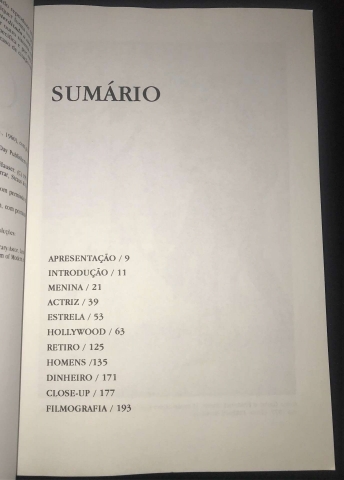 SUMÁRIO
APRESENTAÇÃO / 9
INTRODUÇÃO / 11
MENINA / 21
ACTRIZ / 39
ESTRELA / 53
HOLLYWOOD / 63
RETIRO / 125
HOMENS /135
DINHEIRO / 171
CLOSE-UP / 177
FILMOGRAFIA / 193